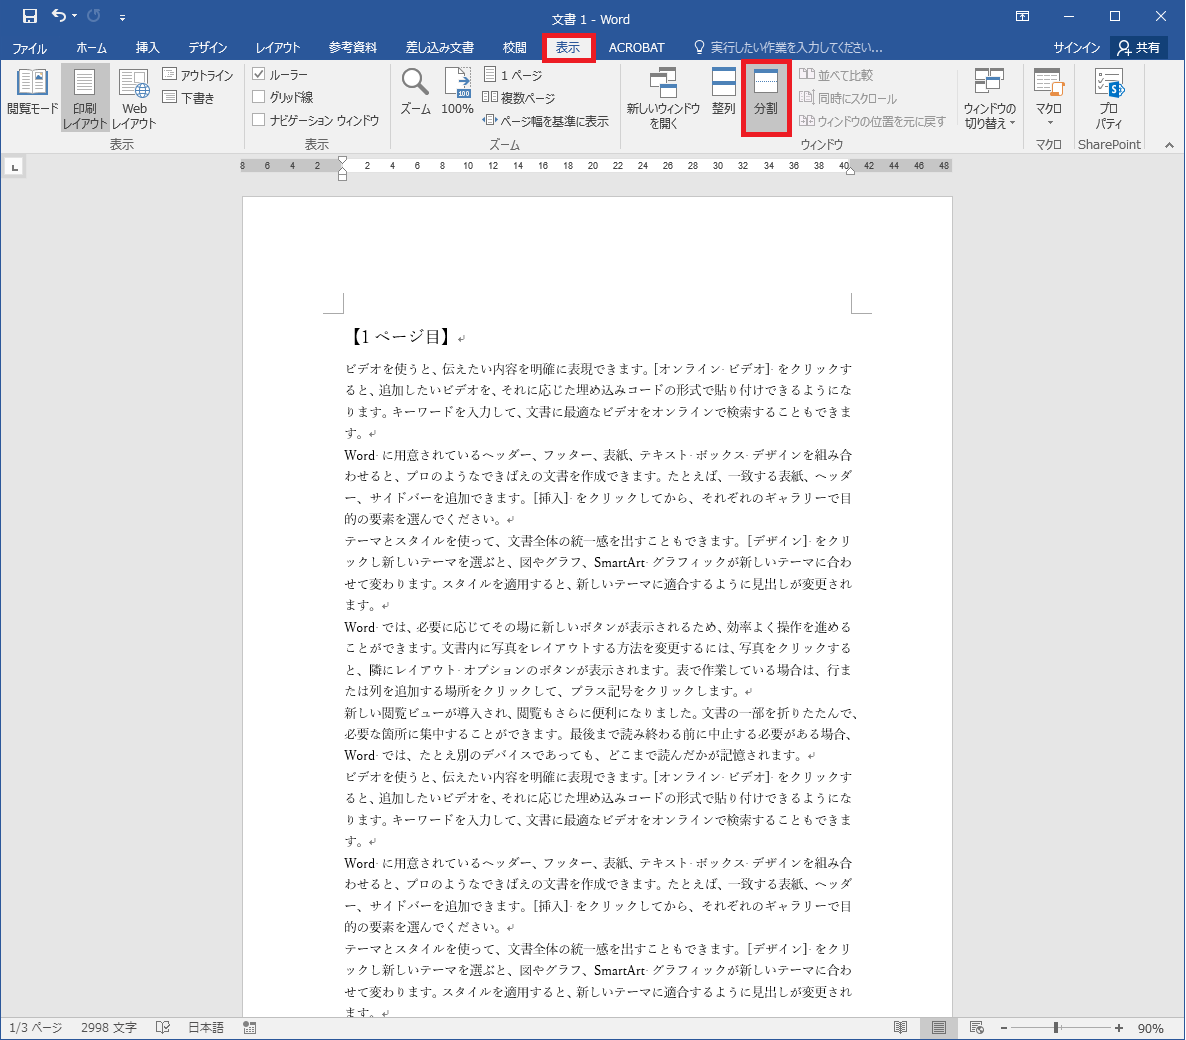 文書 1 - Word
ファイル ホーム 挿入 デザイン レイアウト 参考資料 差し込み文書 校閲 表示 ACROBAT 実行したい作業を入力してください... サインイン 共有
閲覧モード 印刷 レイアウト Web レイアウト アウトライン 下書き
表示
ルーラー
グリッド線
ナビゲーション ウィンドウ
表示
ズーム 100% 1 ページ 複数ページ ページ幅を基準に表示
100
ズーム
新しいウィンドウを開く 整列 分割 並べて比較 同時にスクロール ウィンドウの位置を元に戻す ウィンドウの切り替え
ウィンドウ
マクロ
マクロ
プロパティ
SharePoint
8 6 4 2 2 4 6 8 10 12 14 16 18 20 22 24 26 28 30 32 34 36 38 40 42 44 46 48
【1 ページ目】
ビデオを使うと、伝えたい内容を明確に表現できます。[オンライン ビデオ] をクリックす
ると、追加したいビデオを、それに応じた埋め込みコードの形式で貼り付けできるようにな
ります。キーワードを入力して、文書に最適なビデオをオンラインで検索することもできま
す。
Word に用意されているヘッダー、フッター、表紙、テキスト ボックス デザインを組み合
わせると、プロのようなできばえの文書を作成できます。たとえば、一致する表紙、ヘッダ
ー、サイドバーを追加できます。[挿入] をクリックしてから、それぞれのギャラリーで目
的の要素を選んでください。
テーマとスタイルを使って、文書全体の統一感を出すこともできます。[デザイン] をクリ
ックし新しいテーマを選ぶと、図やグラフ、SmartArt グラフィックが新しいテーマに合わ
せて変わります。スタイルを適用すると、新しいテーマに適合するように見出しが変更され
ます。
Word では、必要に応じてその場に新しいボタンが表示されるため、効率よく操作を進める
ことができます。文書内に写真をレイアウトする方法を変更するには、写真をクリックする
と、隣にレイアウト オプションのボタンが表示されます。表で作業している場合は、行ま
たは列を追加する場所をクリックして、プラス記号をクリックします。
新しい閲覧ビューが導入され、閲覧もさらに便利になりました。文書の一部を折りたたんで、
必要な箇所に集中することができます。最後まで読み終わる前に中止する必要がある場合、
Word では、たとえ別のデバイスであっても、どこまで読んだかが記憶されます。
ビデオを使うと、伝えたい内容を明確に表現できます。[オンライン ビデオ] をクリックす
ると、追加したいビデオを、それに応じた埋め込みコードの形式で貼り付けできるようにな
ります。キーワードを入力して、文書に最適なビデオをオンラインで検索することもできま
す。
Word に用意されているヘッダー、フッター、表紙、テキスト ボックス デザインを組み合
わせると、プロのようなできばえの文書を作成できます。たとえば、一致する表紙、ヘッダ
ー、サイドバーを追加できます。[挿入] をクリックしてから、それぞれのギャラリーで目
的の要素を選んでください。
テーマとスタイルを使って、文書全体の統一感を出すこともできます。[デザイン] をクリ
ックし新しいテーマを選ぶと、図やグラフ、SmartArt グラフィックが新しいテーマに合わ
せて変わります。スタイルを適用すると、新しいテーマに適合するように見出しが変更され
ます。
1/3 ページ 2998 文字 日本語 90%